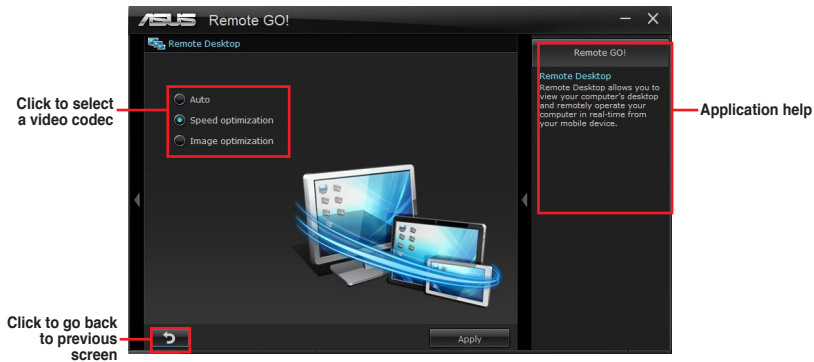 ASUS Remote GO!
Remote Desktop
Auto
Speed optimization
Image optimization
Apply
Remote GO!
Remote Desktop
Remote Desktop allows you to
view your computer's desktop
and remotely operate your
computer in real-time from
your mobile device.
Click to select
a video codec
Application help
Click to go back
to previous
screen